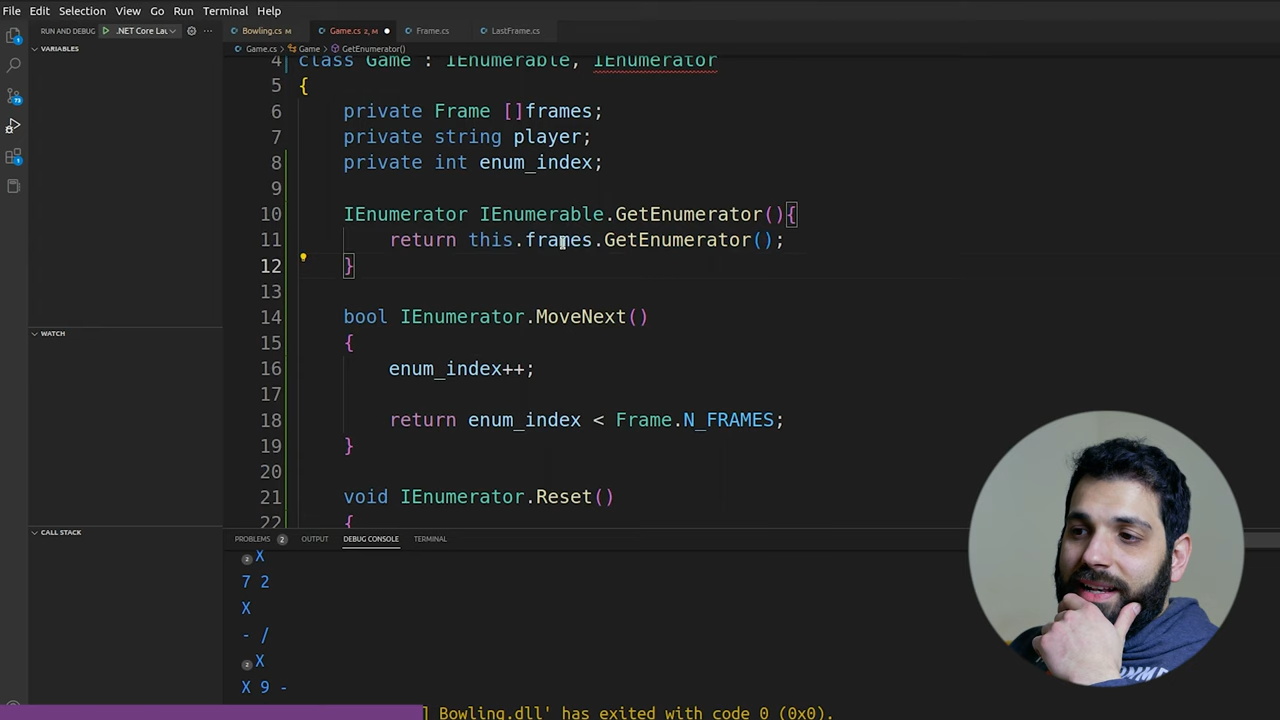 File Edit Selection View Go Run Terminal Help
RUN AND DEBUG .NET Core Lau ...
Bowling.cs M Game.cs 2, M Frame.cs LastFrame.cs
Game.cs Game GetEnumerator()
VARIABLES
WATCH
CALL STACK
4 class Game : IEnumerable, IEnumerator
5 {
6 private Frame []frames;
7 private string player;
8 private int enum_index;
9
10 IEnumerator IEnumerable.GetEnumerator(){
11 return this.frames.GetEnumerator();
12 }
13
14 bool IEnumerator.MoveNext()
15 {
16 enum_index++;
17
18 return enum_index < Frame.N_FRAMES;
19 }
20
21 void IEnumerator.Reset()
22 {
PROBLEMS 2 OUTPUT DEBUG CONSOLE TERMINAL
2 X
7 2
X
- /
2 X
X 9 -
] Bowling.dll' has exited with code 0 (0x0).